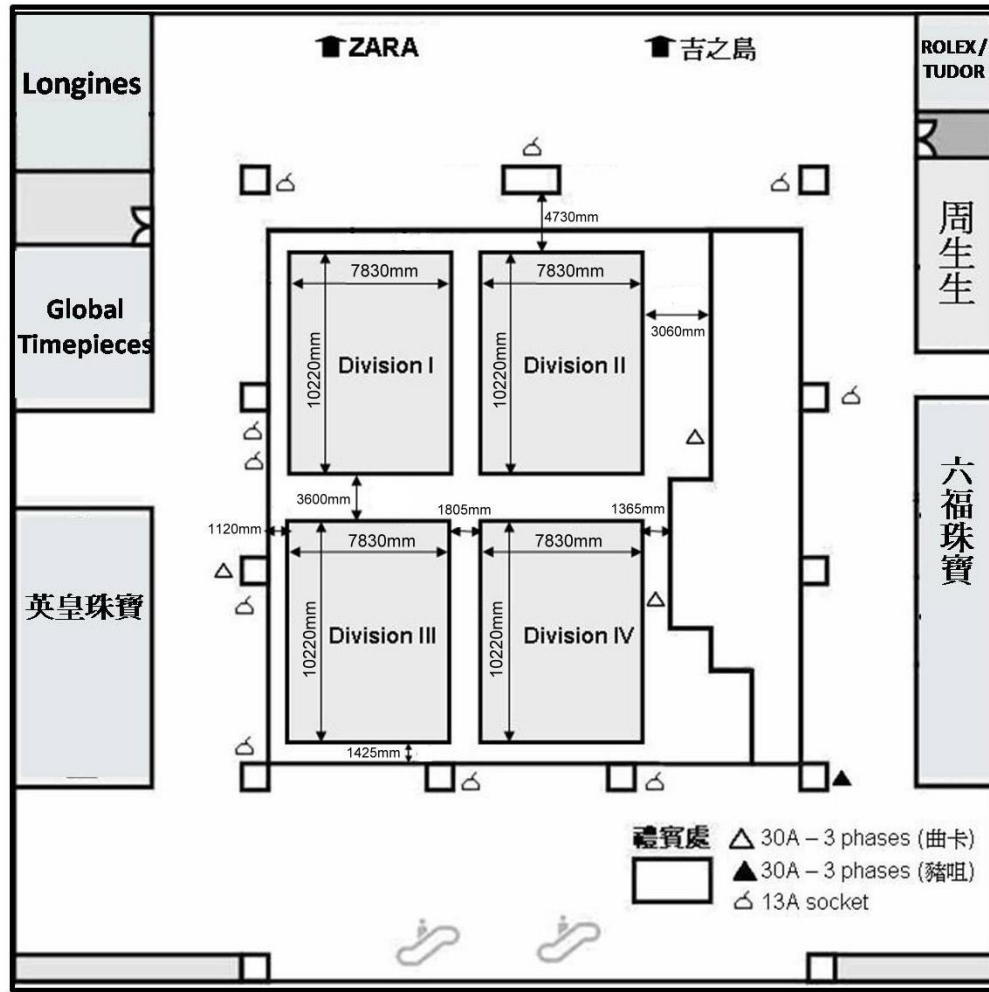 ZARA
吉之島
ROLEX/
TUDOR
Longines
周生生
4730mm
7830mm
7830mm
3060mm
Global
Timepieces
10220mm
Division I
10220mm
Division II
六福珠寶
3600mm
1805mm
1365mm
1120mm
7830mm
7830mm
英皇珠寶
10220mm
Division III
10220mm
Division IV
1425mm
禮賓處
30A – 3 phases (曲卡)
30A – 3 phases (豬咀)
13A socket